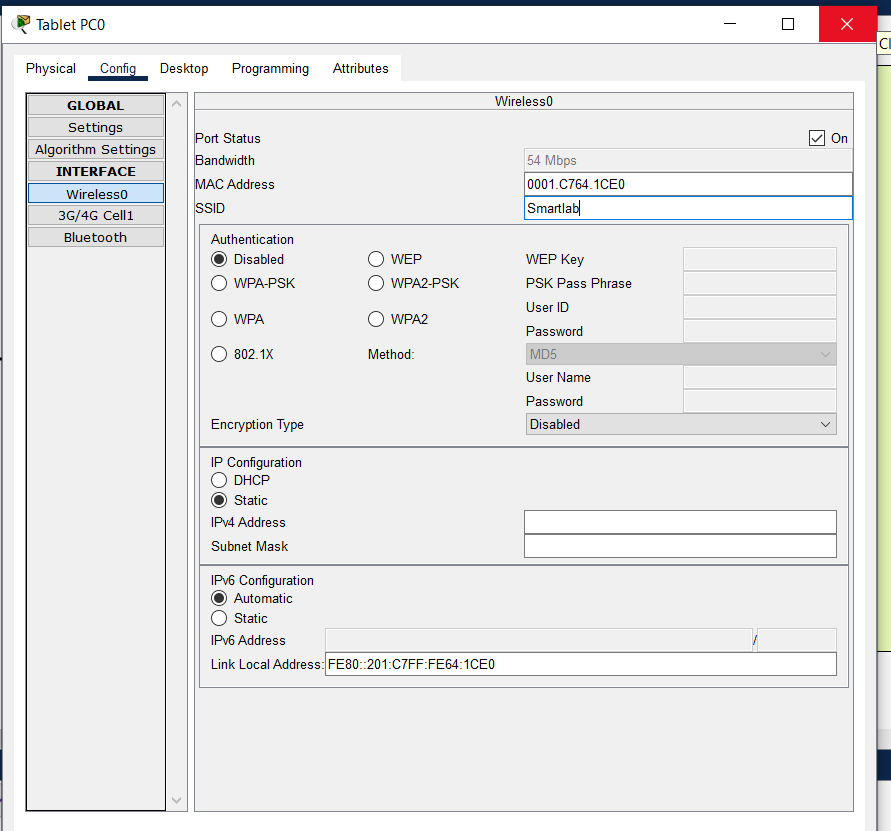 Tablet PC0
Cl
Physical Config Desktop Programming Attributes
GLOBAL
Settings
Algorithm Settings
INTERFACE
Wireless0
3G/4G Cell1
Bluetooth
Wireless0
Port Status On
Bandwidth 54 Mbps
MAC Address 0001.C764.1CE0
SSID Smartlab
Authentication
Disabled WEP WEP Key
WPA-PSK WPA2-PSK PSK Pass Phrase
User ID
WPA WPA2
Password
802.1X Method: MD5
User Name
Password
Encryption Type Disabled
IP Configuration
DHCP
Static
IPv4 Address
Subnet Mask
IPv6 Configuration
Automatic
Static
IPv6 Address /
Link Local Address: FE80::201:C7FF:FE64:1CE0